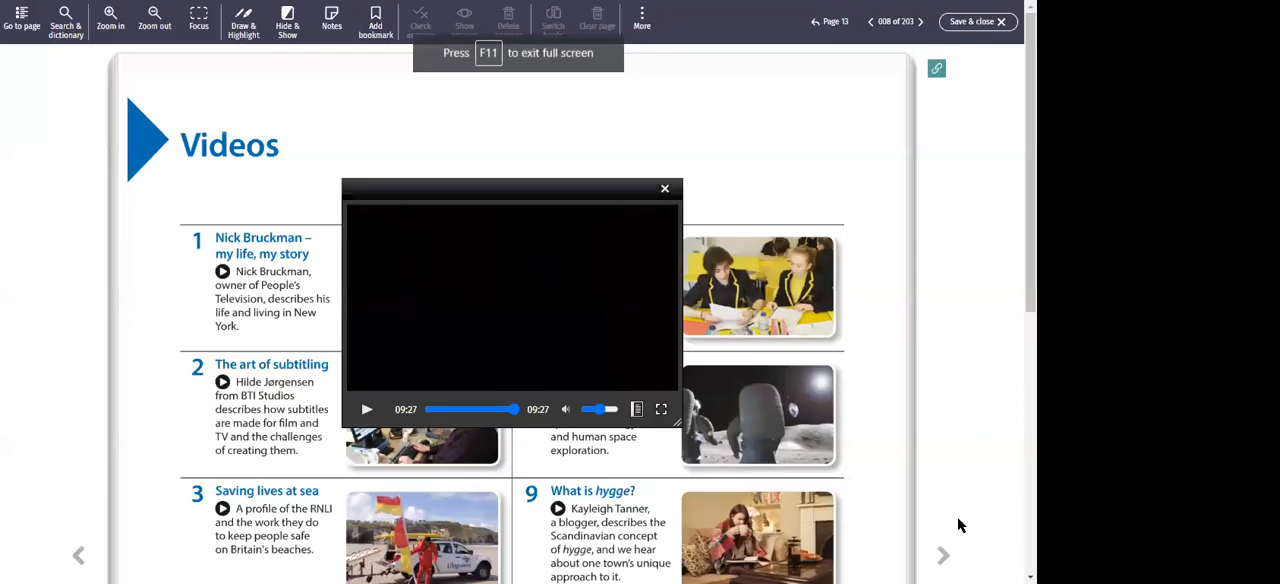 Go to page
Search & dictionary
Zoom in
Zoom out
Focus
Draw & Highlight
Hide & Show
Notes
Add bookmark
Check
Show
Delete
Switch
Clear page
More
Page 13
008 of 203
Save & close
Press F11 to exit full screen
Videos
1 Nick Bruckman –
my life, my story
Nick Bruckman,
owner of People's
Television, describes his
life and living in New
York.
2 The art of subtitling
Hilde Jørgensen
from BTI Studios
describes how subtitles
are made for film and
TV and the challenges
of creating them.
3 Saving lives at sea
A profile of the RNLI
and the work they do
to keep people safe
on Britain's beaches.
09:27
09:27
and human space
exploration.
9 What is hygge?
Kayleigh Tanner,
a blogger, describes the
Scandinavian concept
of hygge, and we hear
about one town's unique
approach to it.